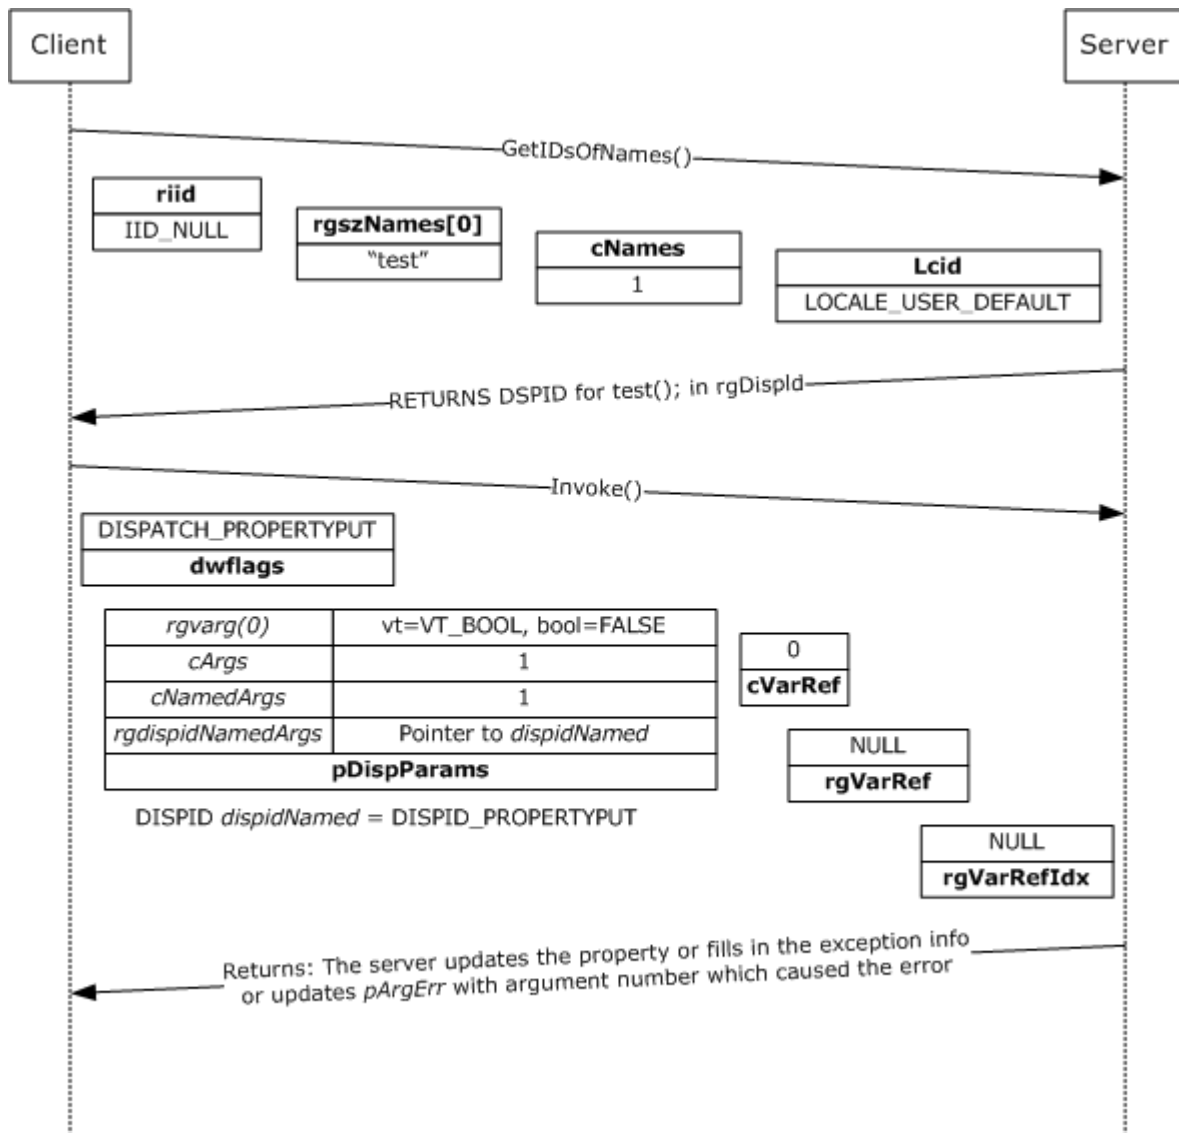 Client
Server
GetIDsOfNames()
riid
IID_NULL
rgszNames[0]
“test”
cNames
1
Lcid
LOCALE_USER_DEFAULT
RETURNS DSPID for test(); in rgDispId
Invoke()
DISPATCH_PROPERTYPUT
dwflags
rgvarg(0) vt=VT_BOOL, bool=FALSE
cArgs 1
cNamedArgs 1
rgdispidNamedArgs Pointer to dispidNamed
pDispParams
0
cVarRef
NULL
rgVarRef
DISPID dispidNamed = DISPID_PROPERTYPUT
NULL
rgVarRefIdx
Returns: The server updates the property or fills in the exception info
or updates pArgErr with argument number which caused the error